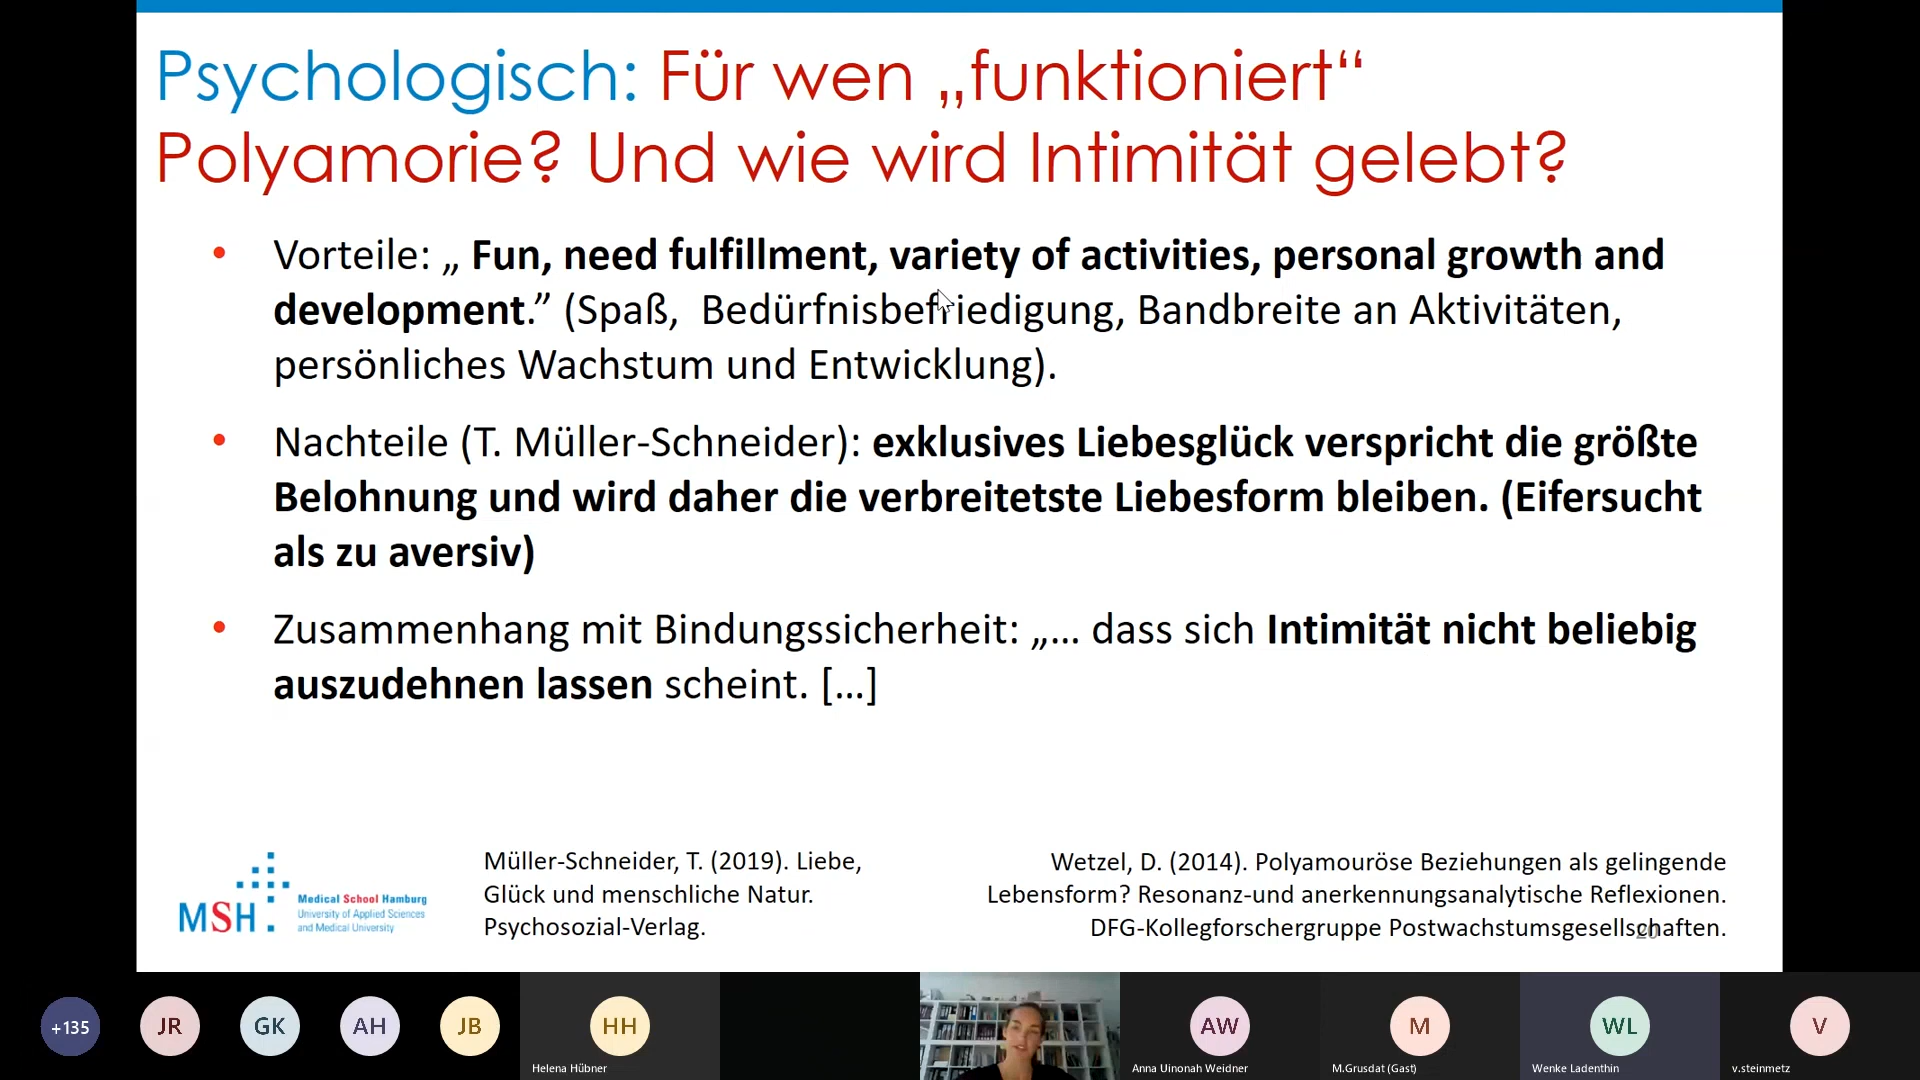 Psychologisch: Für wen „funktioniert“
Polyamorie? Und wie wird Intimität gelebt?
• Vorteile: „ Fun, need fulfillment, variety of activities, personal growth and
development.” (Spaß,  Bedürfnisbefriedigung, Bandbreite an Aktivitäten,
persönliches Wachstum und Entwicklung).
• Nachteile (T. Müller-Schneider): exklusives Liebesglück verspricht die größte
Belohnung und wird daher die verbreitetste Liebesform bleiben. (Eifersucht
als zu aversiv)
• Zusammenhang mit Bindungssicherheit: „… dass sich Intimität nicht beliebig
auszudehnen lassen scheint. […]
MSH
Medical School Hamburg
University of Applied Sciences
and Medical University
Müller-Schneider, T. (2019). Liebe,
Glück und menschliche Natur.
Psychosozial-Verlag.
Wetzel, D. (2014). Polyamouröse Beziehungen als gelingende
Lebensform? Resonanz-und anerkennungsanalytische Reflexionen.
DFG-Kollegforschergruppe Postwachstumsgesellschaften.
20
+135
JR
GK
AH
JB
HH
Helena Hübner
AW
Anna Uinonah Weidner
M
M.Grusdat (Gast)
WL
Wenke Ladenthin
V
v.steinmetz